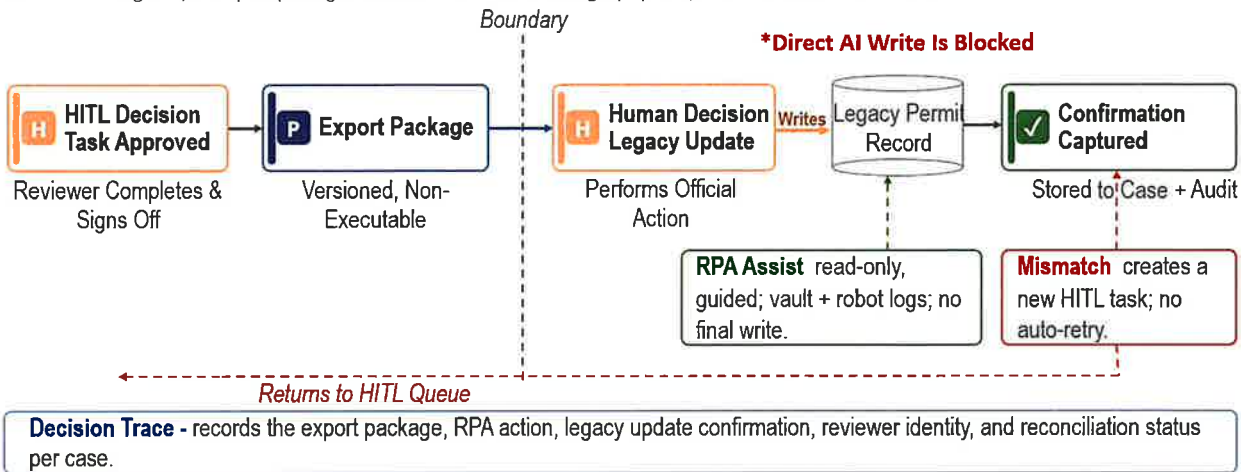 Boundary
*Direct AI Write Is Blocked
H
HITL Decision
Task Approved
P
Export Package
H
Human Decision
Legacy Update
Writes
Legacy Permit
Record
Confirmation
Captured
Reviewer Completes &
Signs Off
Versioned, Non-
Executable
Performs Official
Action
Stored to Case + Audit
RPA Assist read-only,
guided; vault + robot logs; no
final write.
Mismatch creates a
new HITL task; no
auto-retry.
Returns to HITL Queue
Decision Trace - records the export package, RPA action, legacy update confirmation, reviewer identity, and reconciliation status
per case.